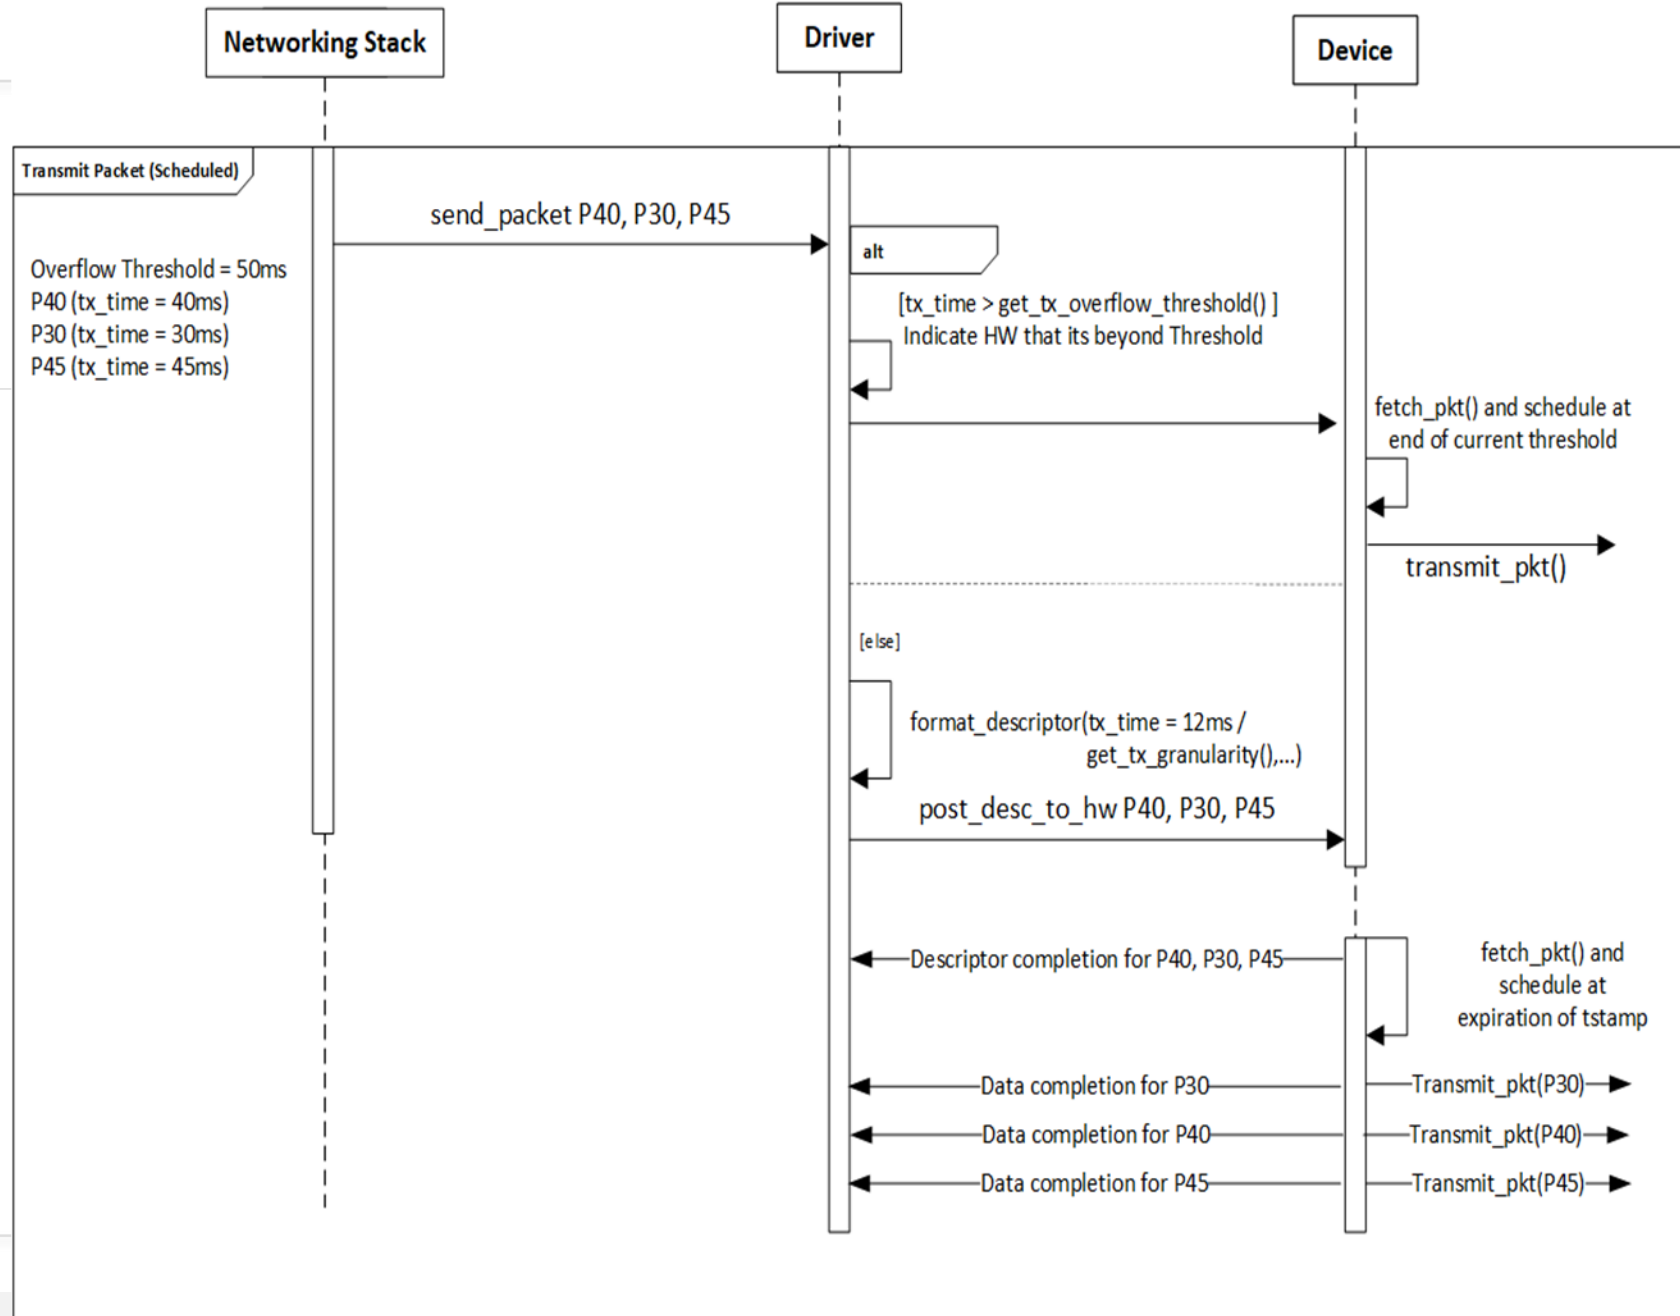 Networking Stack
Driver
Device
Transmit Packet (Scheduled)
send_packet P40, P30, P45
alt
Overflow Threshold = 50ms
P40 (tx_time = 40ms)
P30 (tx_time = 30ms)
P45 (tx_time = 45ms)
[tx_time > get_tx_overflow_threshold() ]
Indicate HW that its beyond Threshold
fetch_pkt() and schedule at
end of current threshold
transmit_pkt()
[else]
format_descriptor(tx_time = 12ms /
get_tx_granularity(),...)
post_desc_to_hw P40, P30, P45
Descriptor completion for P40, P30, P45
fetch_pkt() and
schedule at
expiration of tstamp
Data completion for P30
Transmit_pkt(P30)
Data completion for P40
Transmit_pkt(P40)
Data completion for P45
Transmit_pkt(P45)